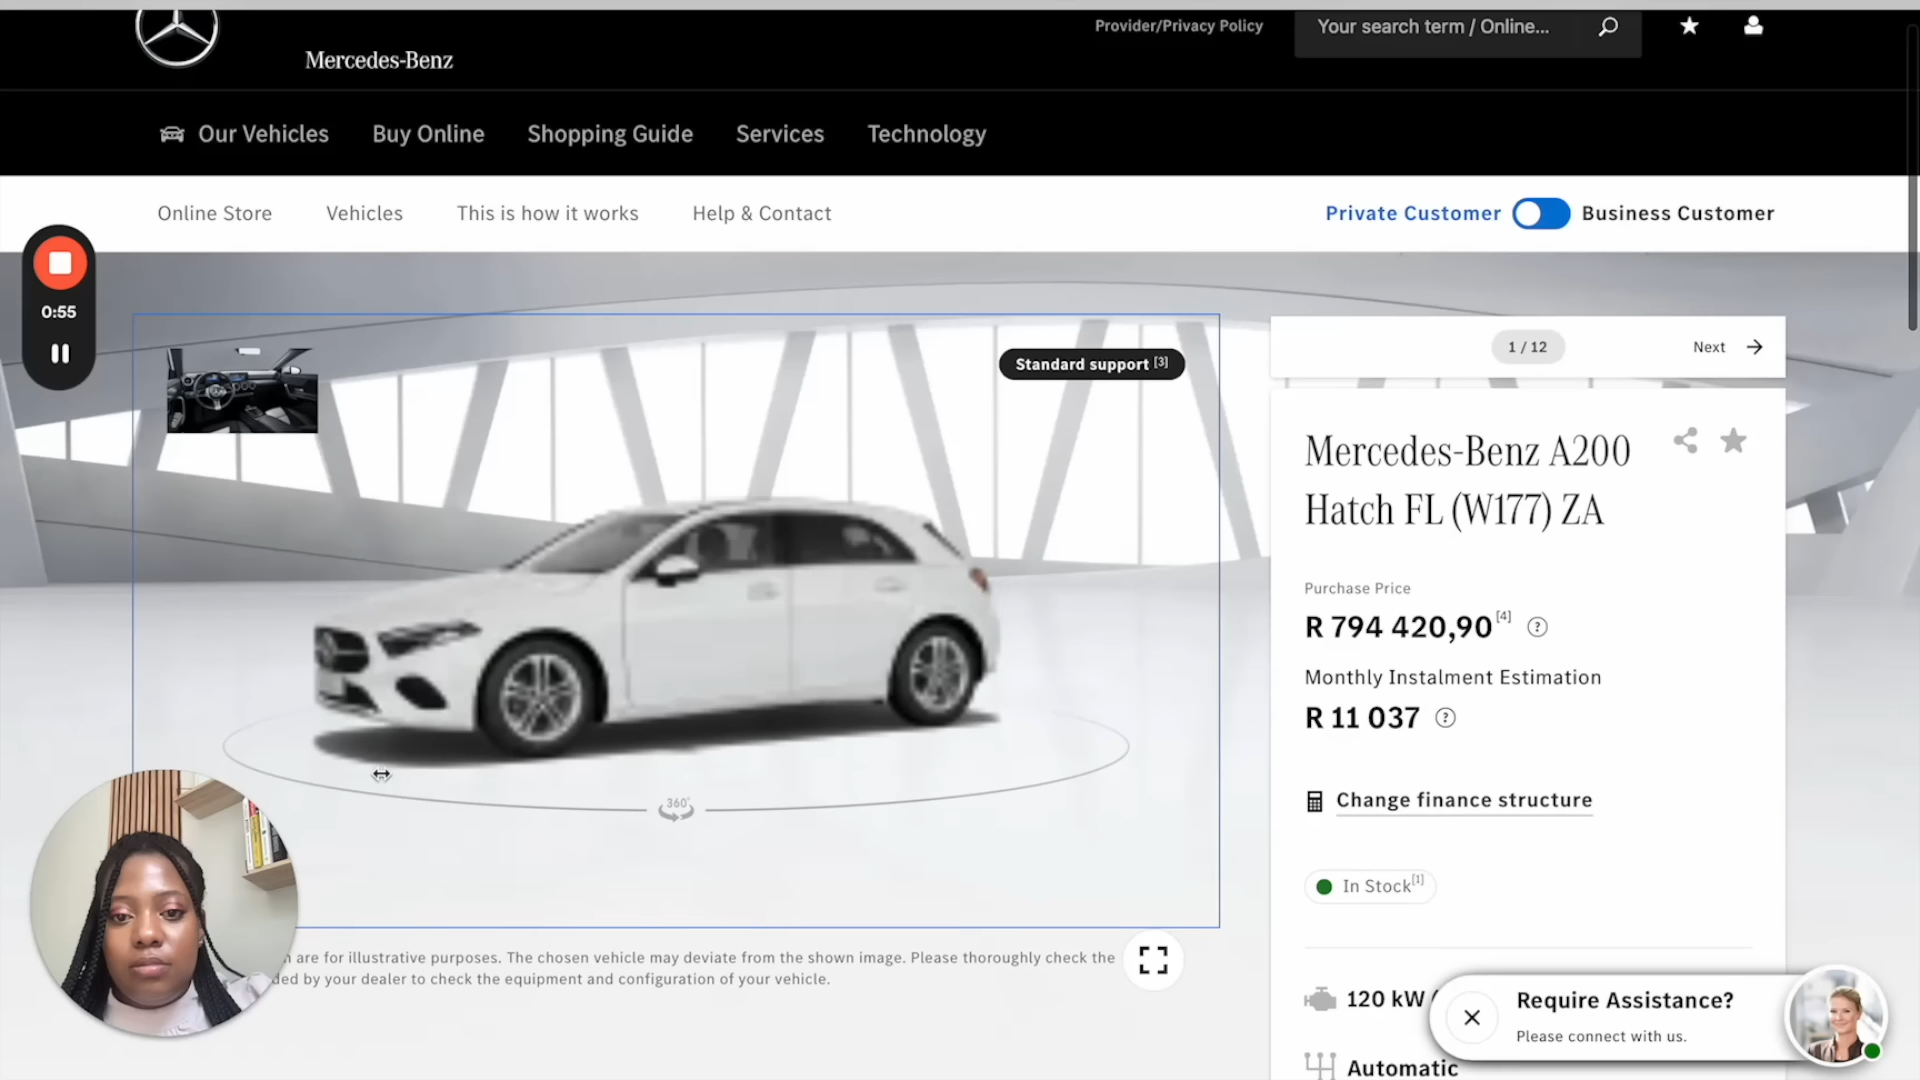 Provider/Privacy Policy
Your search term / Online...
Mercedes-Benz
Our Vehicles
Buy Online
Shopping Guide
Services
Technology
Online Store
Vehicles
This is how it works
Help & Contact
Private Customer
Business Customer
0:55
Standard support [3]
1 / 12
Next
Mercedes-Benz A200
Hatch FL (W177) ZA
Purchase Price
R 794 420,90 [4]
?
Monthly Instalment Estimation
R 11 037
?
Change finance structure
360°
In Stock [1]
are for illustrative purposes. The chosen vehicle may deviate from the shown image. Please thoroughly check the
by your dealer to check the equipment and configuration of your vehicle.
120 kW
Require Assistance?
Please connect with us.
Automatic